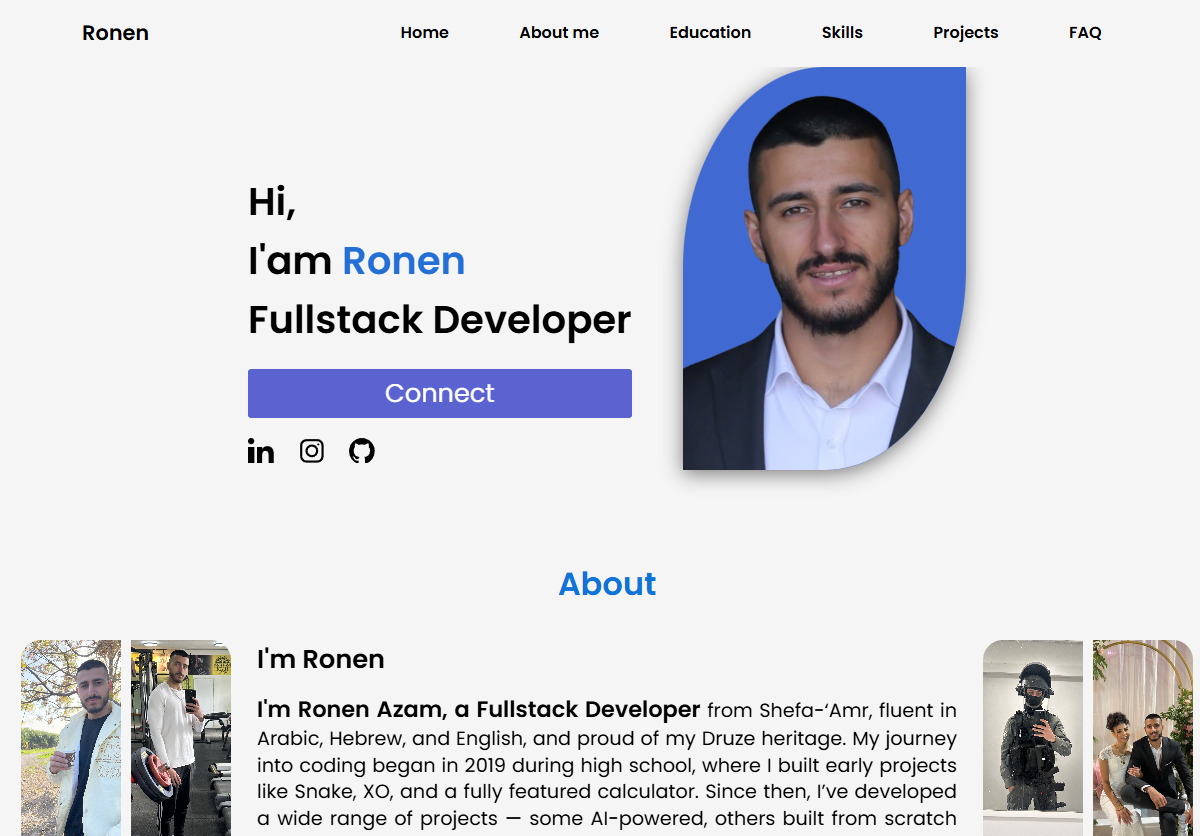 Ronen
Home
About me
Education
Skills
Projects
FAQ
Hi,
I'am Ronen
Fullstack Developer
Connect
in
About
I'm Ronen
I'm Ronen Azam, a Fullstack Developer from Shefa-‘Amr, fluent in
Arabic, Hebrew, and English, and proud of my Druze heritage. My journey
into coding began in 2019 during high school, where I built early projects
like Snake, XO, and a fully featured calculator. Since then, I’ve developed
a wide range of projects — some AI-powered, others built from scratch